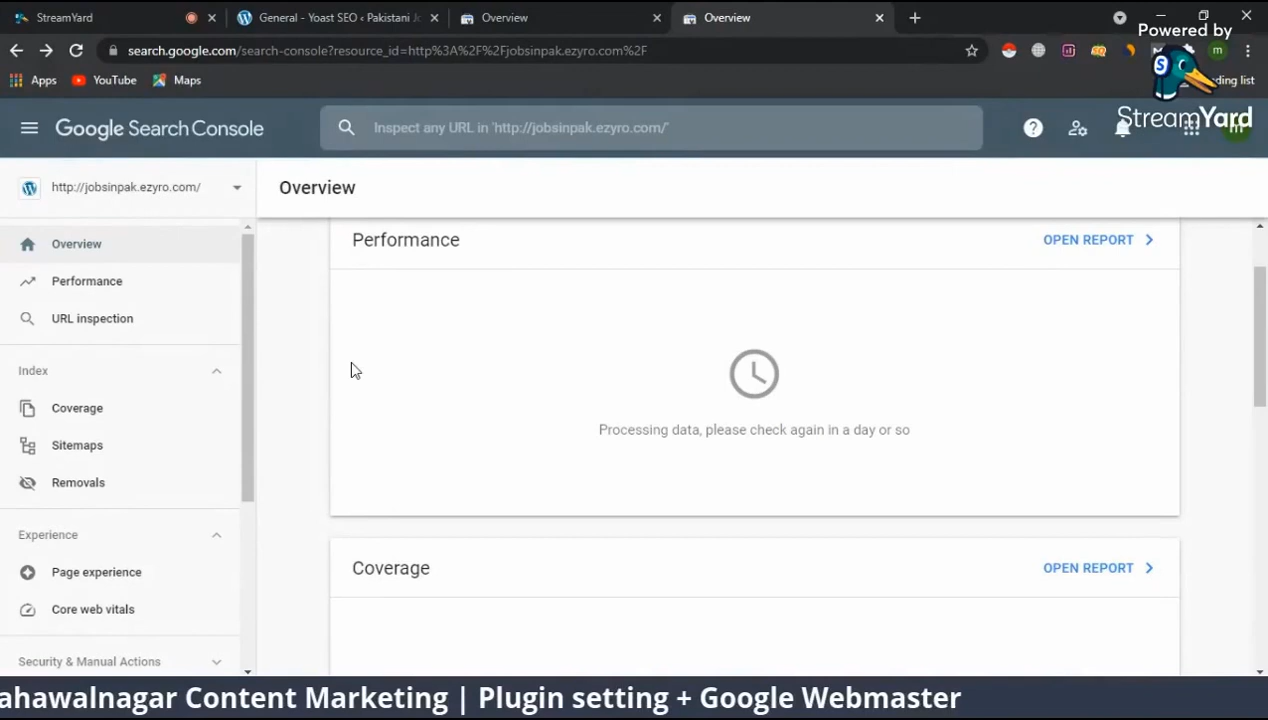 StreamYard
General - Yoast SEO ‹ Pakistani Jo
Overview
Overview
Powered by
search.google.com/search-console?resource_id=http%3A%2F%2Fjobsinpak.ezyro.com%2F
m
Apps
YouTube
Maps
ding list
StreamYard
Google Search Console
Inspect any URL in 'http://jobsinpak.ezyro.com/'
http://jobsinpak.ezyro.com/
Overview
Overview
Performance
URL inspection
Index
Coverage
Sitemaps
Removals
Experience
Page experience
Core web vitals
Security & Manual Actions
Performance
OPEN REPORT
Processing data, please check again in a day or so
Coverage
OPEN REPORT
ahawalnagar Content Marketing | Plugin setting + Google Webmaster